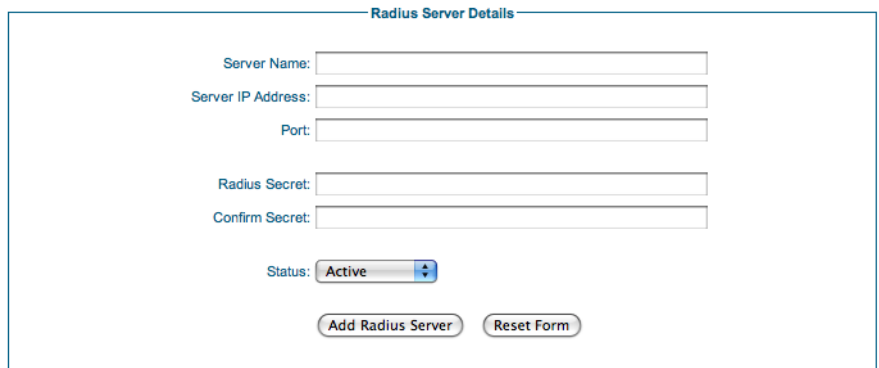 Radius Server Details
Server Name:
Server IP Address:
Port:
Radius Secret:
Confirm Secret:
Status: Active
Add Radius Server Reset Form